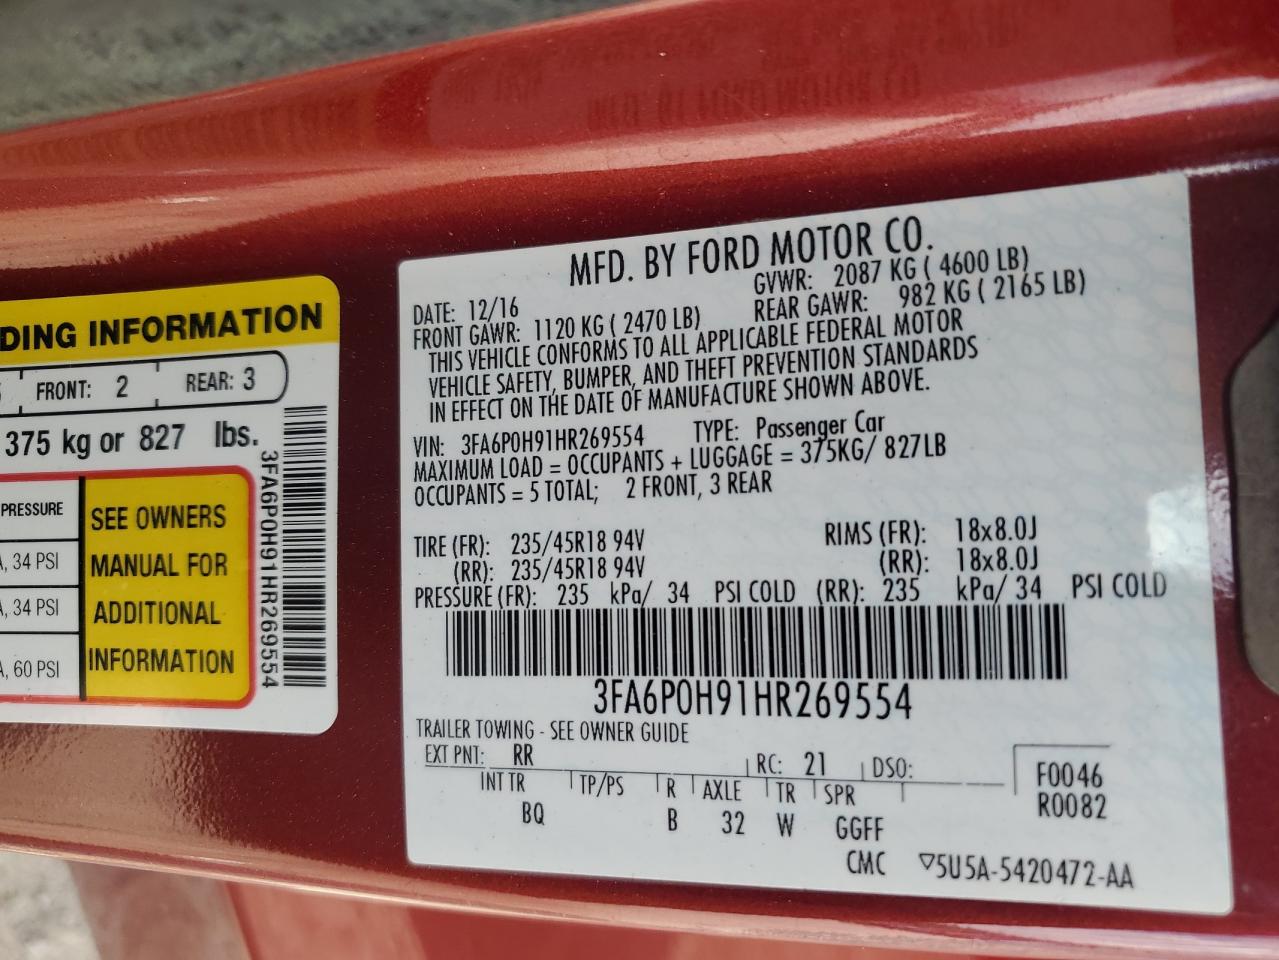 DING INFORMATION
FRONT: 2 REAR: 3
375 kg or 827 lbs.
PRESSURE
, 34 PSI
, 34 PSI
, 60 PSI
SEE OWNERS
MANUAL FOR
ADDITIONAL
INFORMATION
3FA6P0H91HR269554
MFD. BY FORD MOTOR CO.
DATE: 12/16 GVWR: 2087 KG ( 4600 LB)
FRONT GAWR: 1120 KG ( 2470 LB) REAR GAWR: 982 KG ( 2165 LB)
THIS VEHICLE CONFORMS TO ALL APPLICABLE FEDERAL MOTOR
VEHICLE SAFETY, BUMPER, AND THEFT PREVENTION STANDARDS
IN EFFECT ON THE DATE OF MANUFACTURE SHOWN ABOVE.
VIN: 3FA6P0H91HR269554 TYPE: Passenger Car
MAXIMUM LOAD = OCCUPANTS + LUGGAGE = 375KG/ 827LB
OCCUPANTS = 5 TOTAL; 2 FRONT, 3 REAR
TIRE (FR): 235/45R18 94V RIMS (FR): 18x8.0J
(RR): 235/45R18 94V (RR): 18x8.0J
PRESSURE (FR): 235 kPa/ 34 PSI COLD (RR): 235 kPa/ 34 PSI COLD
3FA6P0H91HR269554
TRAILER TOWING - SEE OWNER GUIDE
EXT PNT: RR RC: 21 DSO: F0046
INT TR TP/PS R AXLE TR SPR R0082
BQ B 32 W GGFF
CMC ▽5U5A-5420472-AA